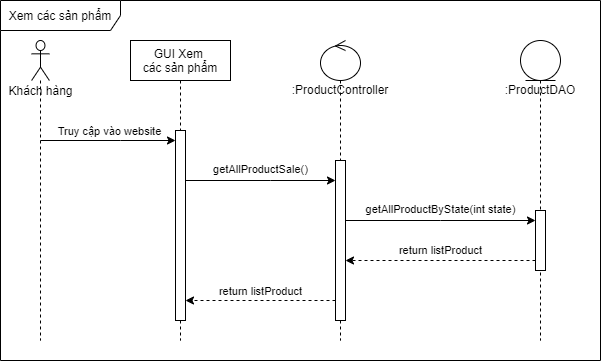 Xem các sản phẩm
Khách hàng
GUI Xem
các sản phẩm
:ProductController
:ProductDAO
Truy cập vào website
getAllProductSale()
getAllProductByState(int state)
return listProduct
return listProduct